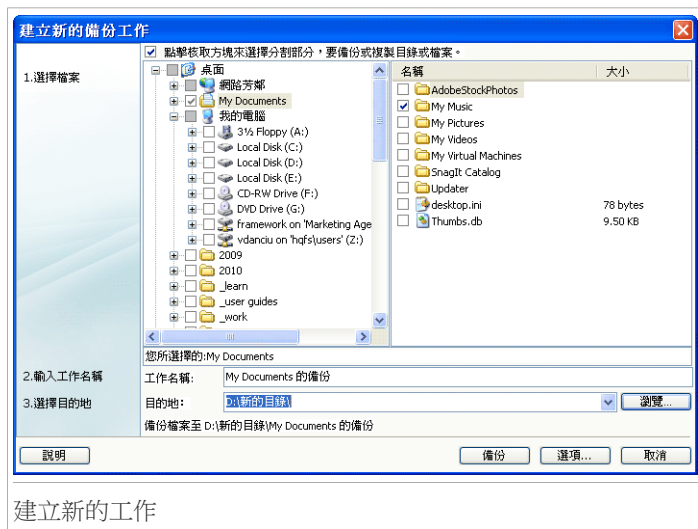 建立新的備份工作
點擊核取方塊來選擇分割部分，要備份或複製目錄或檔案。
1.選擇檔案
桌面
網路芳鄰
My Documents
我的電腦
3½ Floppy (A:)
Local Disk (C:)
Local Disk (D:)
Local Disk (E:)
CD-RW Drive (F:)
DVD Drive (G:)
framework on 'Marketing Age
vdanciu on 'hqfs\users' (Z:)
2009
2010
_learn
_user guides
_work
名稱 大小
AdobeStockPhotos
My Music
My Pictures
My Videos
My Virtual Machines
SnagIt Catalog
Updater
desktop.ini 78 bytes
Thumbs.db 9.50 KB
您所選擇的:My Documents
2.輸入工作名稱 工作名稱: My Documents 的備份
3.選擇目的地 目的地: D:\新的目錄\ 瀏覽...
備份檔案至 D:\新的目錄\My Documents 的備份
說明 備份 選項... 取消
建立新的工作